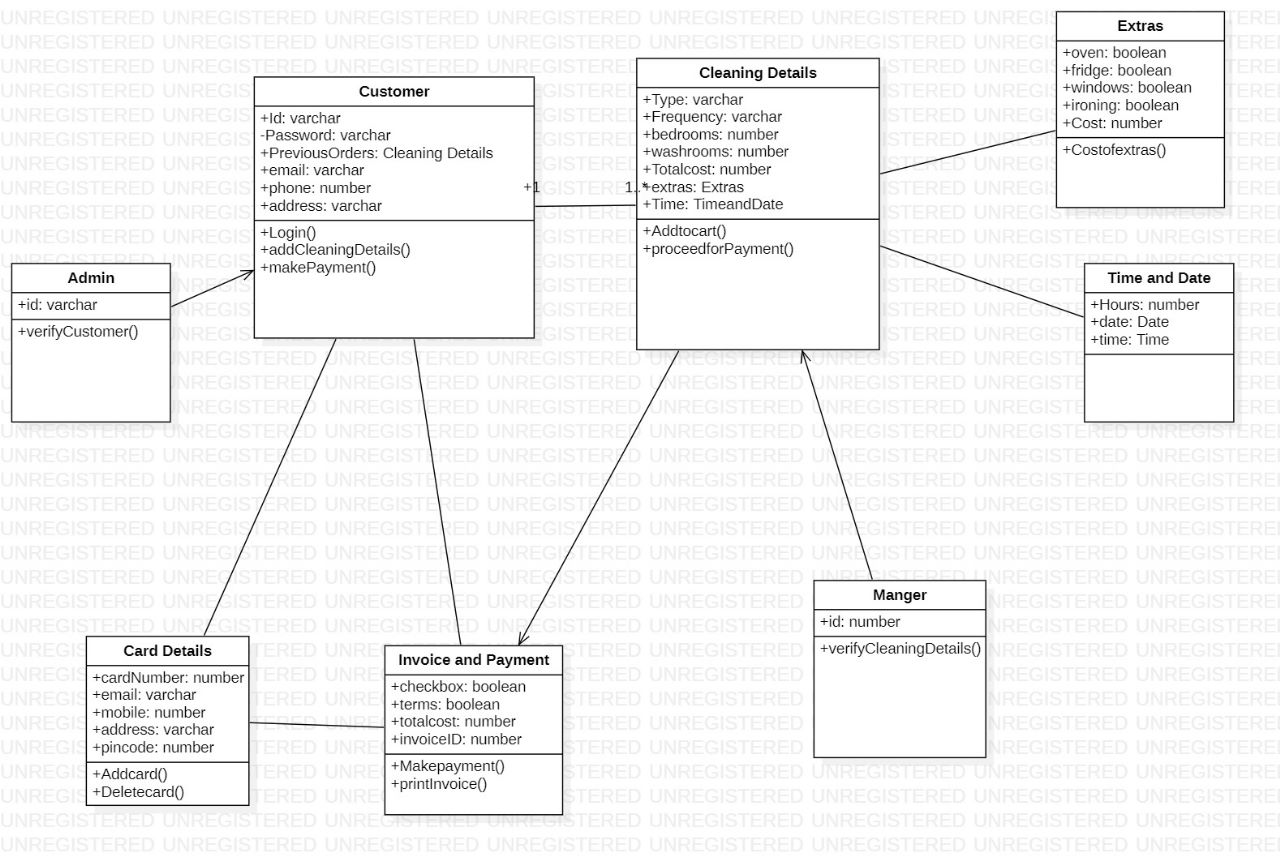 Customer
+Id: varchar
-Password: varchar
+PreviousOrders: Cleaning Details
+email: varchar
+phone: number
+address: varchar
+Login()
+addCleaningDetails()
+makePayment()
+1
1..*
Cleaning Details
+Type: varchar
+Frequency: varchar
+bedrooms: number
+washrooms: number
+Totalcost: number
+extras: Extras
+Time: TimeandDate
+Addtocart()
+proceedforPayment()
Extras
+oven: boolean
+fridge: boolean
+windows: boolean
+ironing: boolean
+Cost: number
+Costofextras()
Admin
+id: varchar
+verifyCustomer()
Time and Date
+Hours: number
+date: Date
+time: Time
Card Details
+cardNumber: number
+email: varchar
+mobile: number
+address: varchar
+pincode: number
+Addcard()
+Deletecard()
Invoice and Payment
+checkbox: boolean
+terms: boolean
+totalcost: number
+invoiceID: number
+Makepayment()
+printInvoice()
Manger
+id: number
+verifyCleaningDetails()
UNREGISTERED